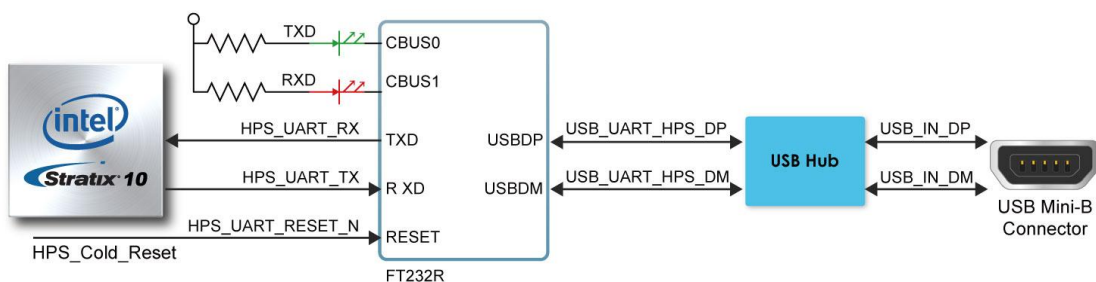 TXD
CBUS0
RXD
CBUS1
intel
Stratix 10
HPS_UART_RX
TXD
HPS_UART_TX
R XD
HPS_UART_RESET_N
RESET
HPS_Cold_Reset
FT232R
USBDP
USBDM
USB_UART_HPS_DP
USB_UART_HPS_DM
USB Hub
USB_IN_DP
USB_IN_DM
USB Mini-B
Connector